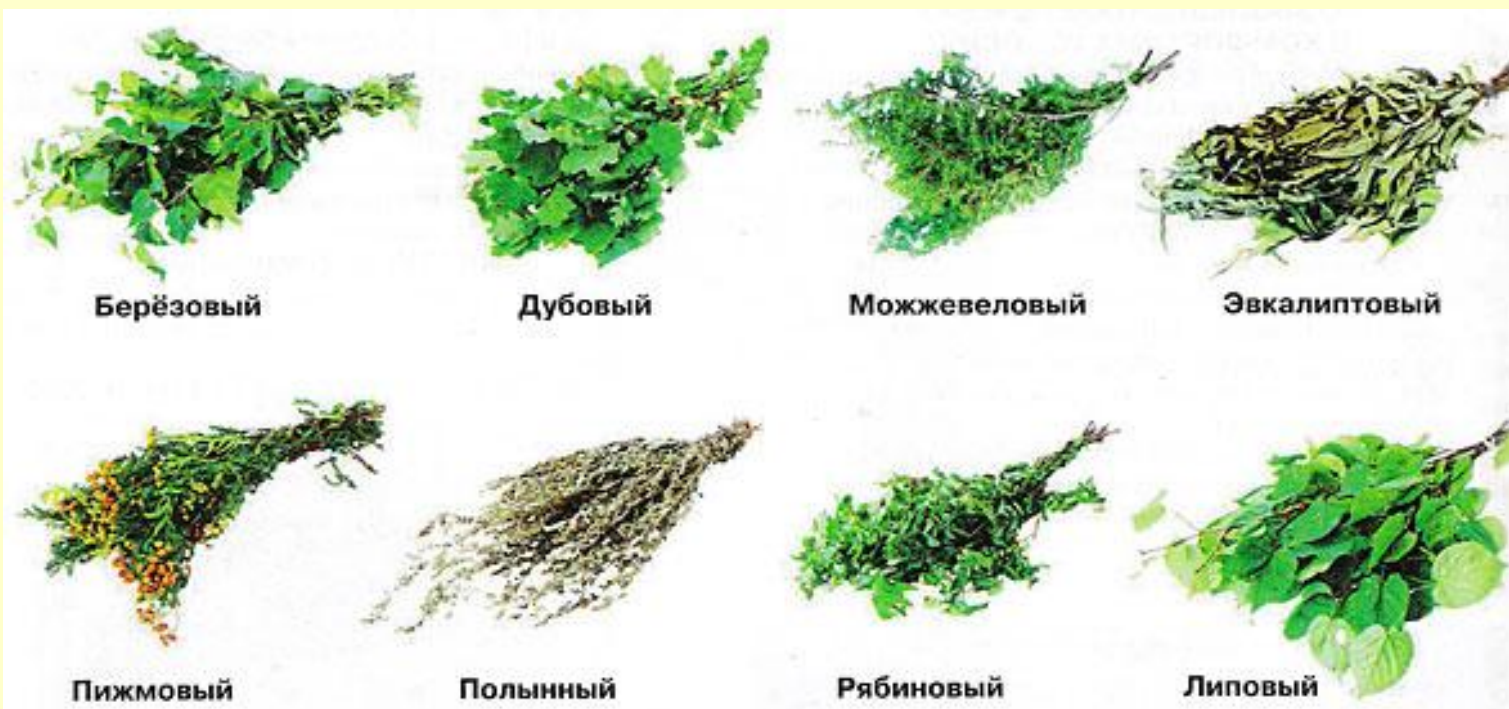 Берёзовый
Дубовый
Можжевеловый
Эвкалиптовый
Пижмовый
Полынный
Рябиновый
Липовый